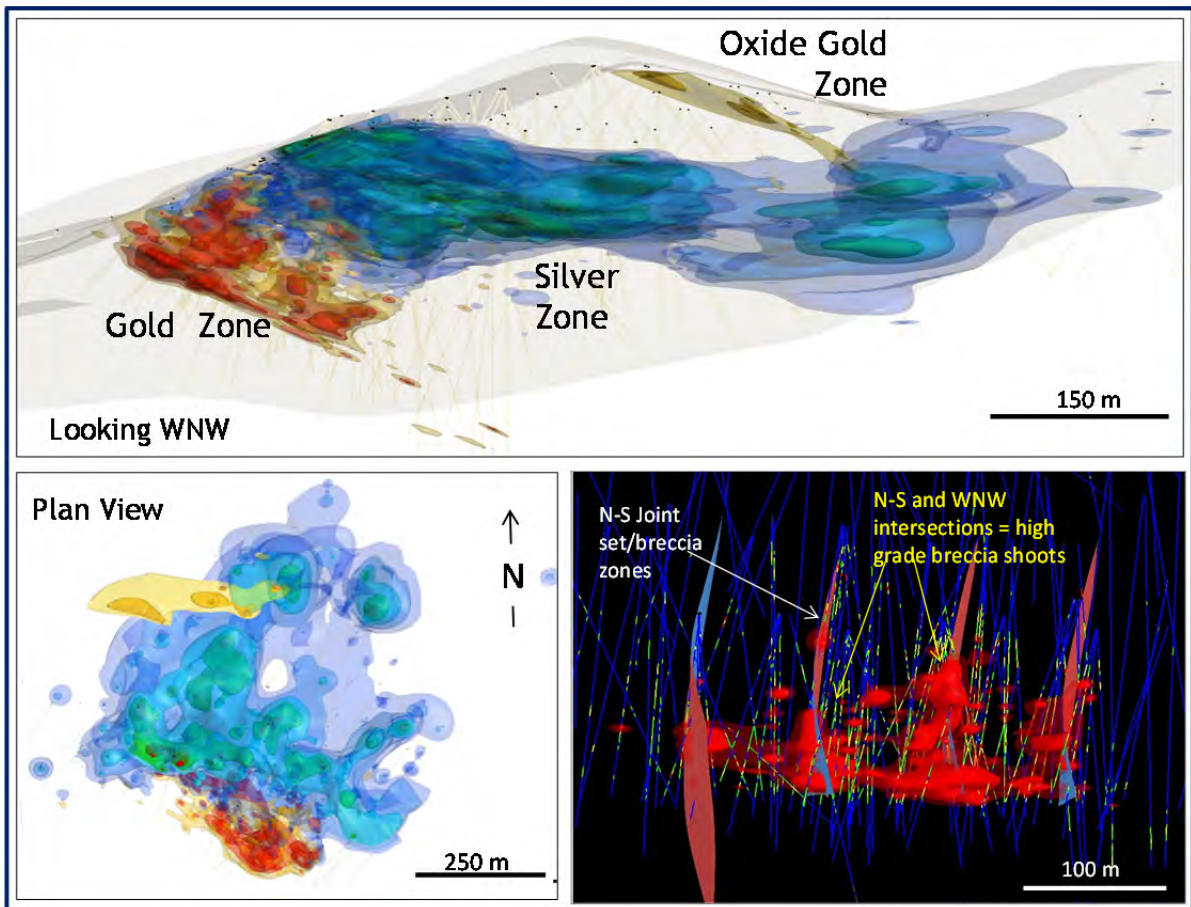 Oxide Gold
Zone
Silver
Zone
Gold Zone
150 m
Looking WNW
Plan View
N
250 m
N-S Joint
set/breccia
zones
N-S and WNW
intersections = high
grade breccia shoots
100 m